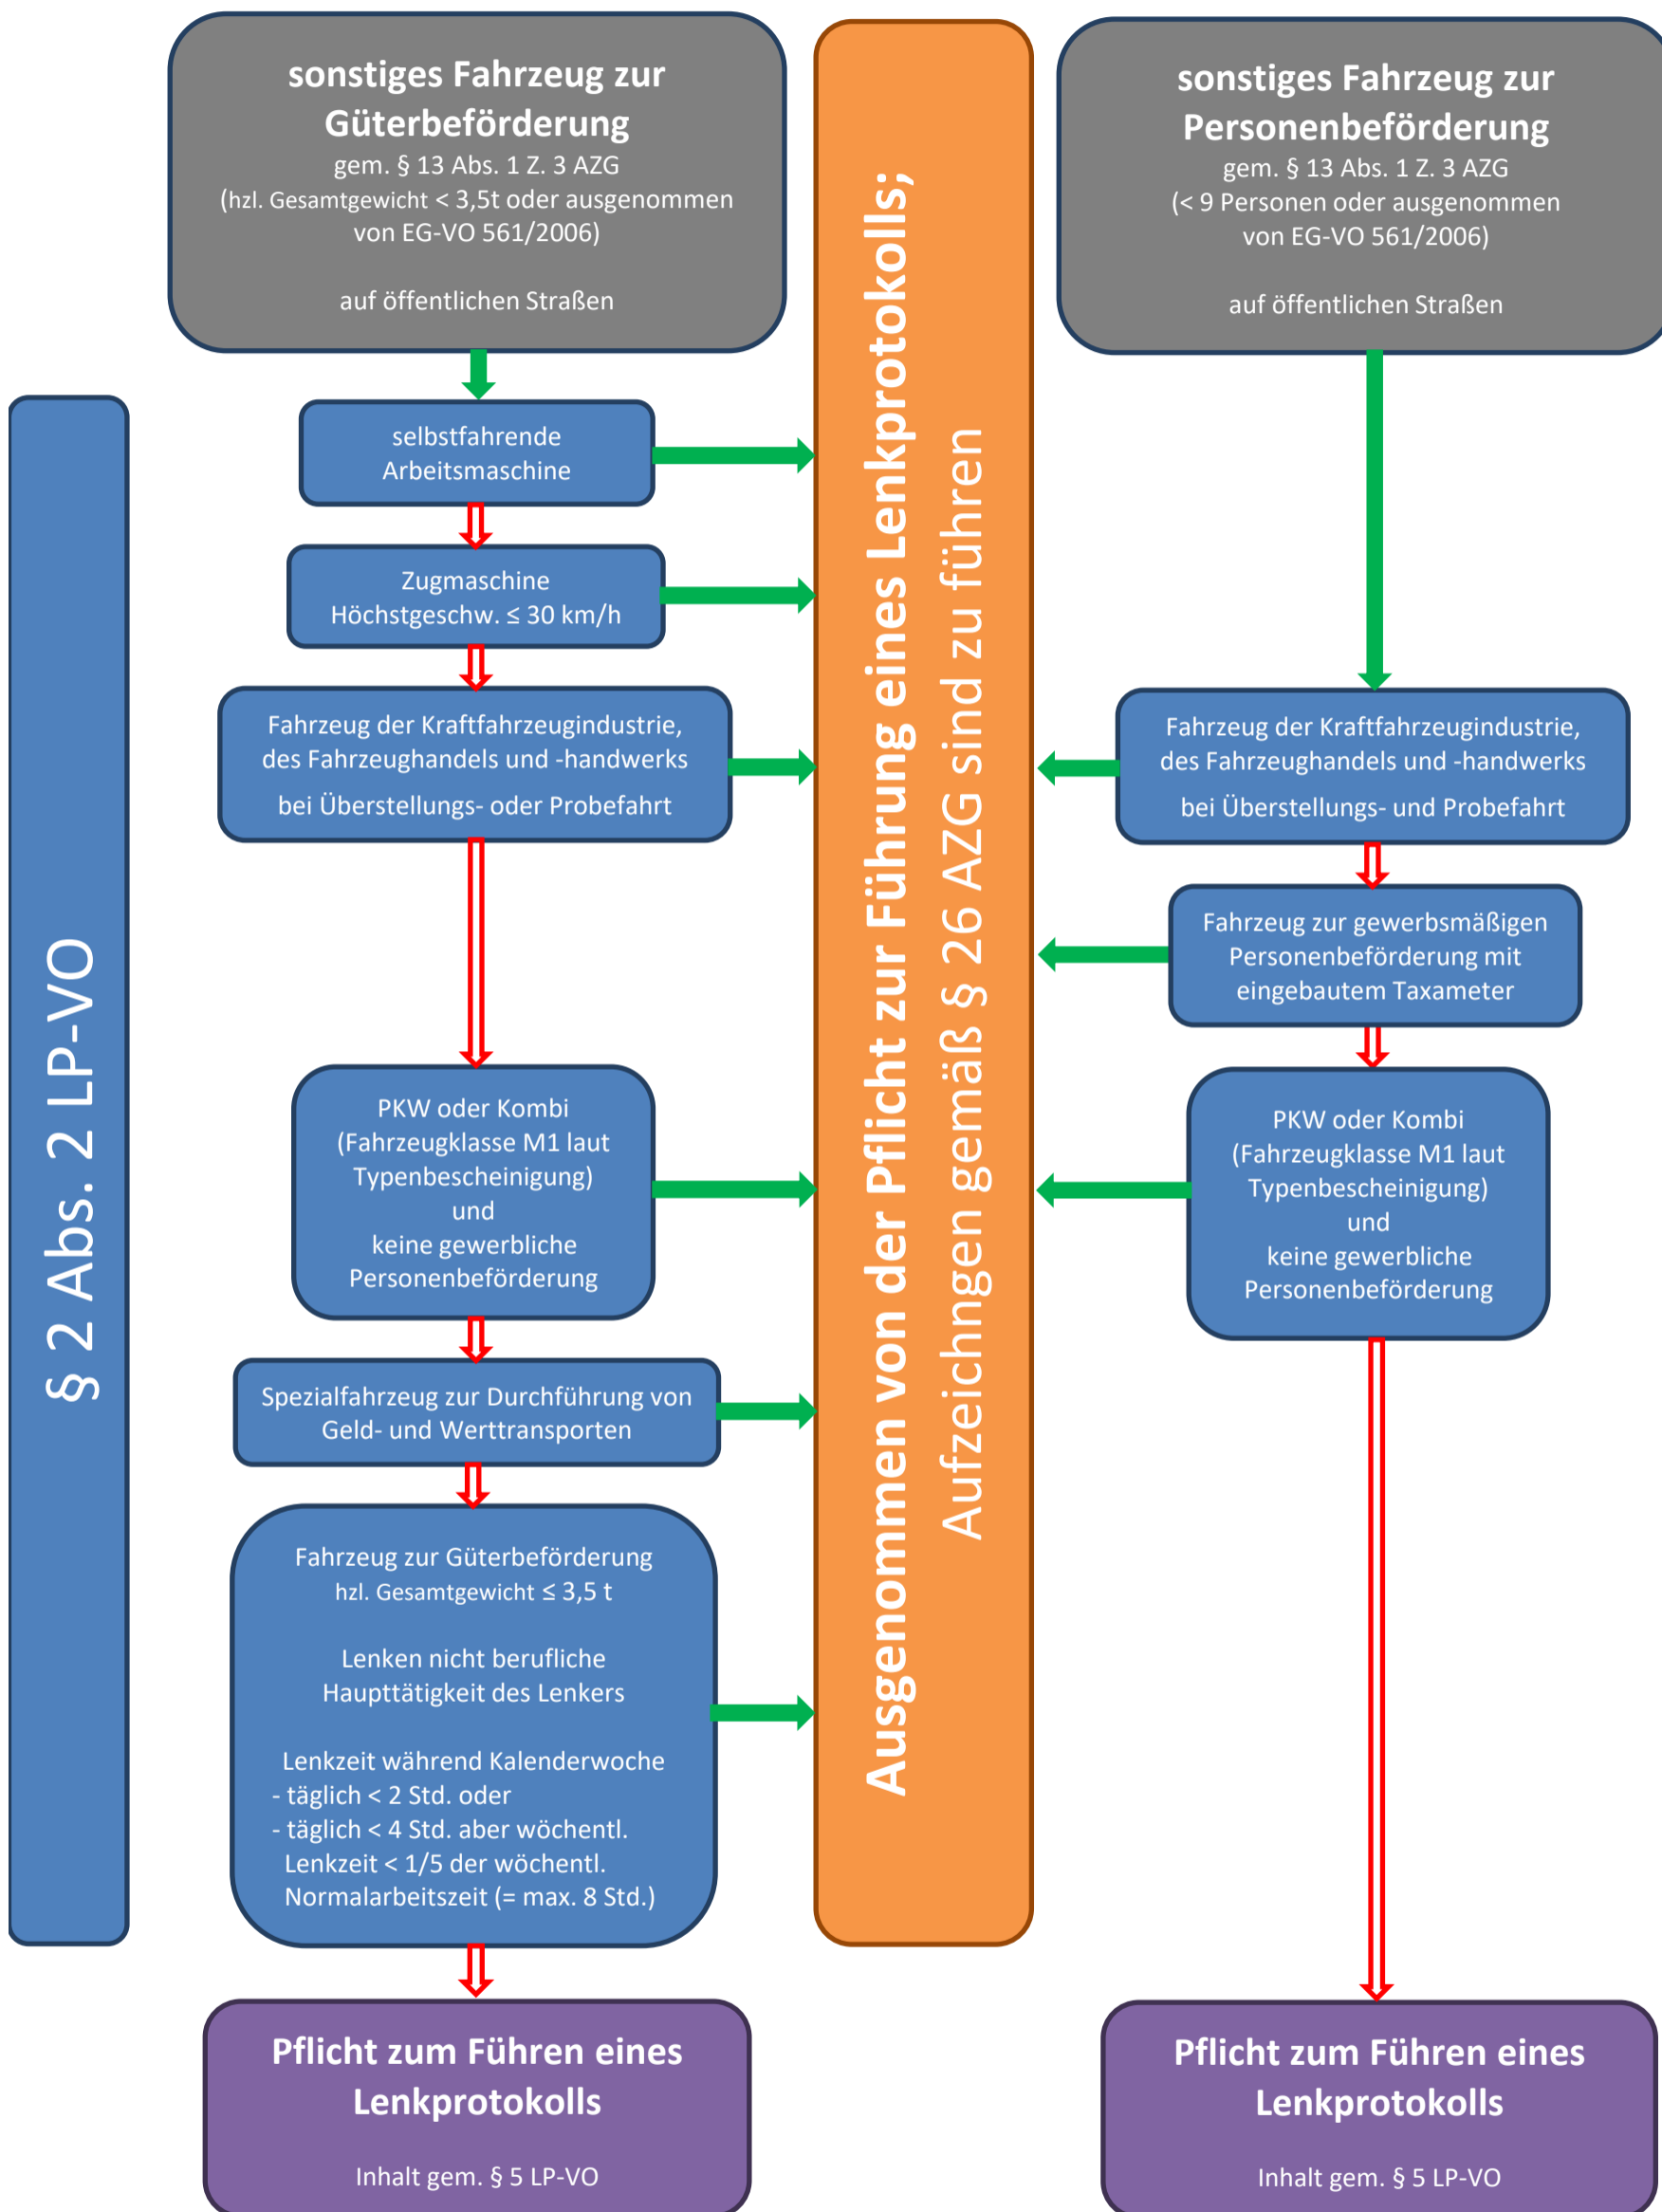 sonstiges Fahrzeug zur
Güterbeförderung
gem. § 13 Abs. 1 Z. 3 AZG
(hzl. Gesamtgewicht < 3,5t oder ausgenommen
von EG-VO 561/2006)
auf öffentlichen Straßen
§ 2 Abs. 2 LP-VO
selbstfahrende
Arbeitsmaschine
Zugmaschine
Höchstgeschw. ≤ 30 km/h
Fahrzeug der Kraftfahrzeugindustrie,
des Fahrzeughandels und -handwerks
bei Überstellungs- oder Probefahrt
PKW oder Kombi
(Fahrzeugklasse M1 laut
Typenbescheinigung)
und
keine gewerbliche
Personenbeförderung
Spezialfahrzeug zur Durchführung von
Geld- und Werttransporten
Fahrzeug zur Güterbeförderung
hzl. Gesamtgewicht ≤ 3,5 t
Lenken nicht berufliche
Haupttätigkeit des Lenkers
Lenkzeit während Kalenderwoche
- täglich < 2 Std. oder
- täglich < 4 Std. aber wöchentl.
Lenkzeit < 1/5 der wöchentl.
Normalarbeitszeit (= max. 8 Std.)
Pflicht zum Führen eines
Lenkprotokolls
Inhalt gem. § 5 LP-VO
Ausgenommen von der Pflicht zur Führung eines Lenkprotokolls;
Aufzeichngen gemäß § 26 AZG sind zu führen
sonstiges Fahrzeug zur
Personenbeförderung
gem. § 13 Abs. 1 Z. 3 AZG
(< 9 Personen oder ausgenommen
von EG-VO 561/2006)
auf öffentlichen Straßen
Fahrzeug der Kraftfahrzeugindustrie,
des Fahrzeughandels und -handwerks
bei Überstellungs- und Probefahrt
Fahrzeug zur gewerbsmäßigen
Personenbeförderung mit
eingebautem Taxameter
PKW oder Kombi
(Fahrzeugklasse M1 laut
Typenbescheinigung)
und
keine gewerbliche
Personenbeförderung
Pflicht zum Führen eines
Lenkprotokolls
Inhalt gem. § 5 LP-VO